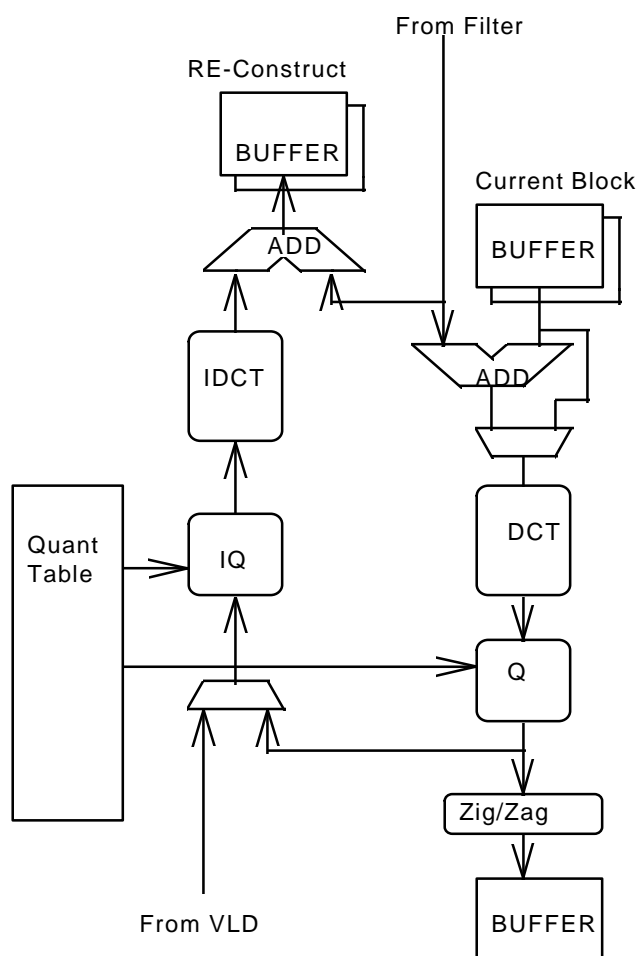 From Filter
RE-Construct
BUFFER
Current Block
BUFFER
ADD
ADD
IDCT
DCT
Quant
Table
IQ
Q
Zig/Zag
From VLD
BUFFER